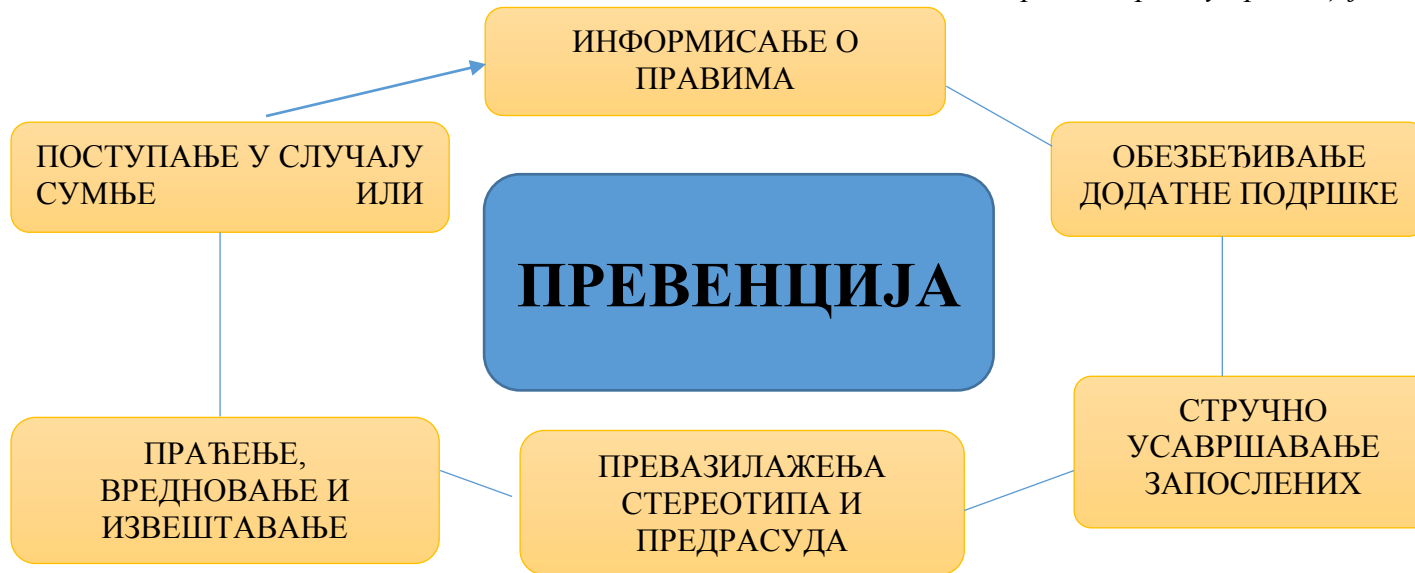 ИНФОРМИСАЊЕ О
ПРАВИМА
ПОСТУПАЊЕ У СЛУЧАЈУ
СУМЊЕ ИЛИ
ОБЕЗБЕЂИВАЊЕ
ДОДАТНЕ ПОДРШКЕ
ПРЕВЕНЦИЈА
СТРУЧНО
УСАВРШАВАЊЕ
ЗАПОСЛЕНИХ
ПРАЋЕЊЕ,
ВРЕДНОВАЊЕ И
ИЗВЕШТАВАЊЕ
ПРЕВАЗИЛАЖЕЊА
СТЕРЕОТИПА И
ПРЕДРАСУДА